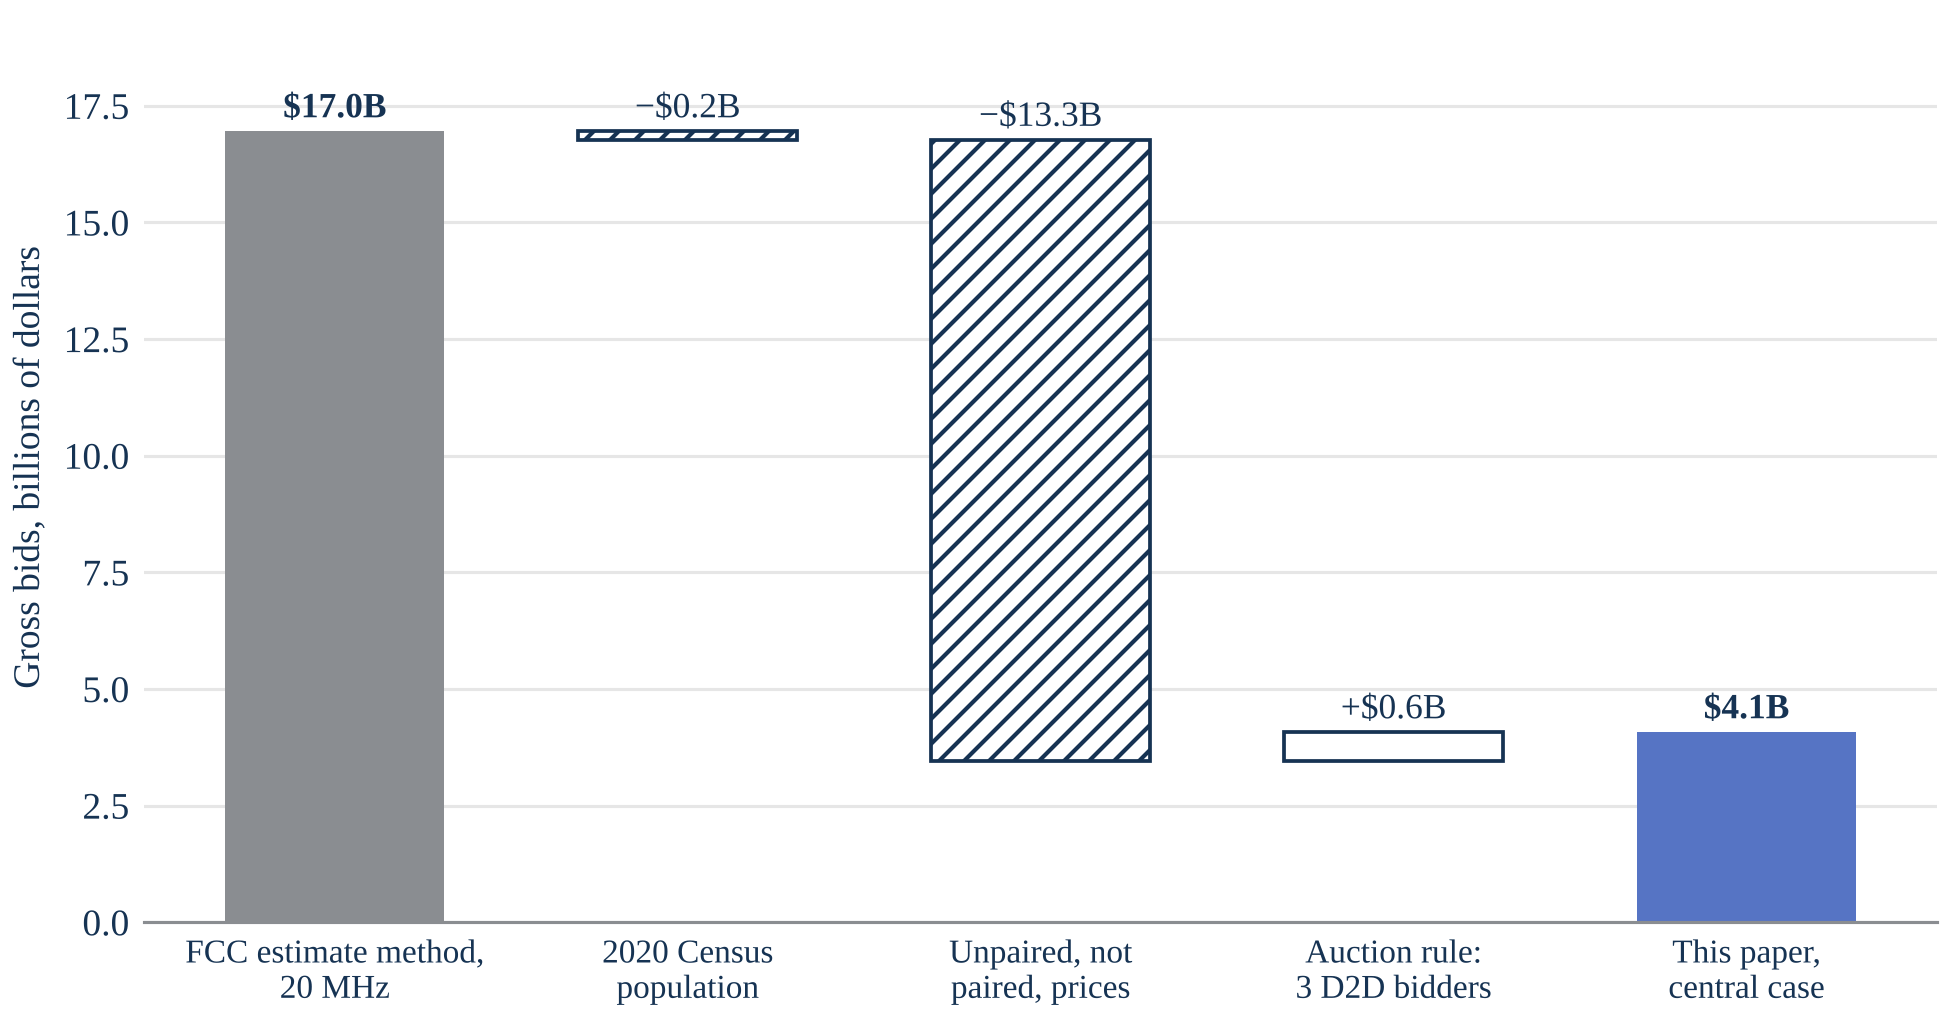 Gross bids, billions of dollars
17.5
15.0
12.5
10.0
7.5
5.0
2.5
0.0
$17.0B
−$0.2B
−$13.3B
+$0.6B
$4.1B
FCC estimate method,
20 MHz
2020 Census
population
Unpaired, not
paired, prices
Auction rule:
3 D2D bidders
This paper,
central case